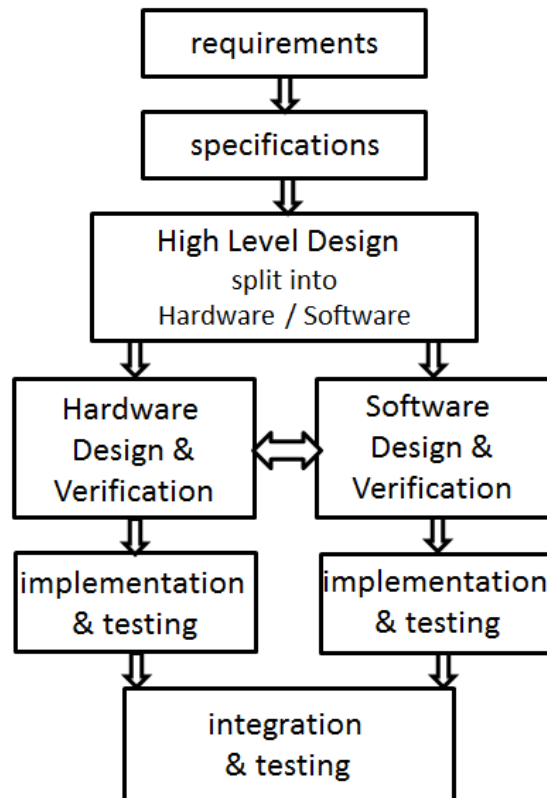 requirements
specifications
High Level Design
split into
Hardware / Software
Hardware
Design &
Verification
Software
Design &
Verification
implementation
& testing
implementation
& testing
integration
& testing